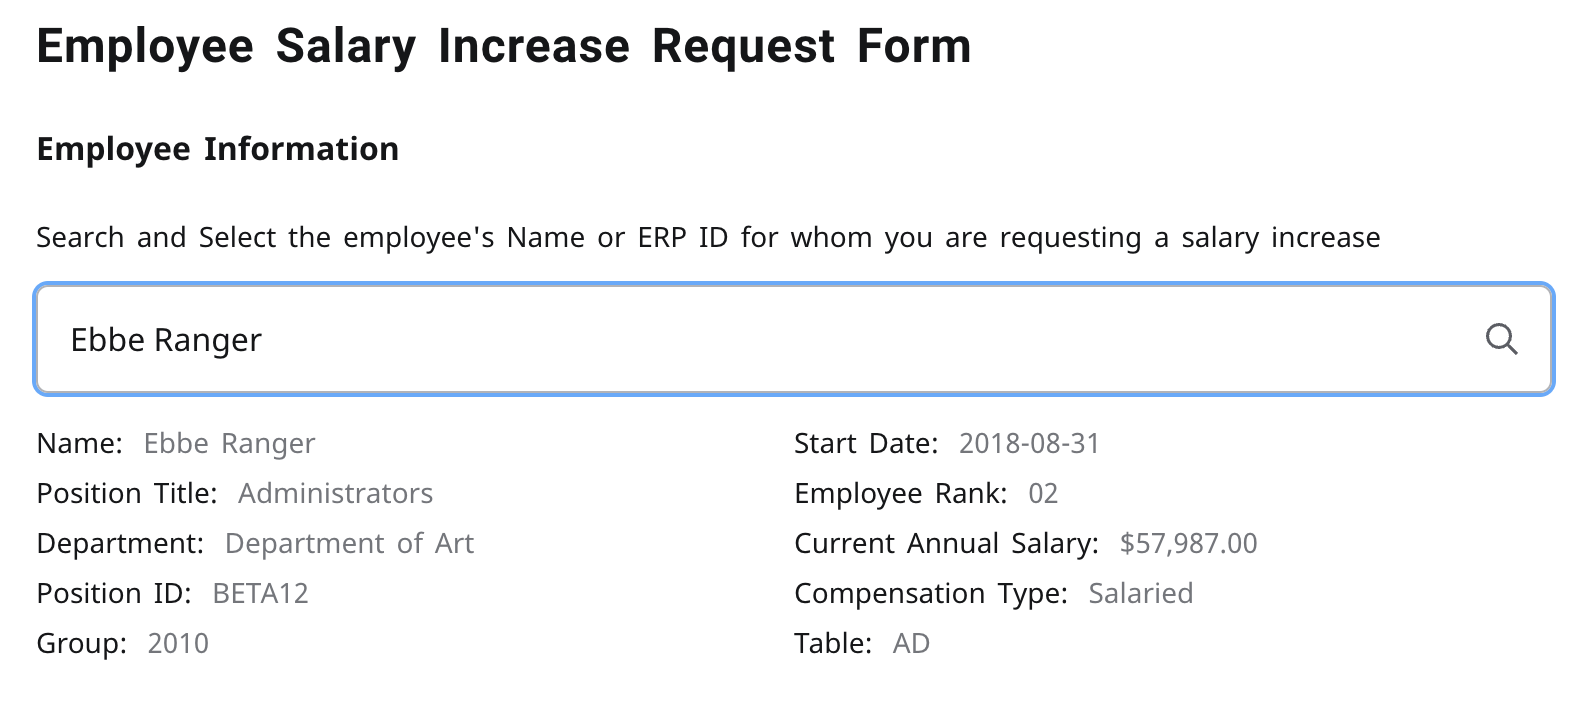 Employee Salary Increase Request Form
Employee Information
Search and Select the employee's Name or ERP ID for whom you are requesting a salary increase
Ebbe Ranger
Name: Ebbe Ranger
Position Title: Administrators
Department: Department of Art
Position ID: BETA12
Group: 2010
Start Date: 2018-08-31
Employee Rank: 02
Current Annual Salary: $57,987.00
Compensation Type: Salaried
Table: AD